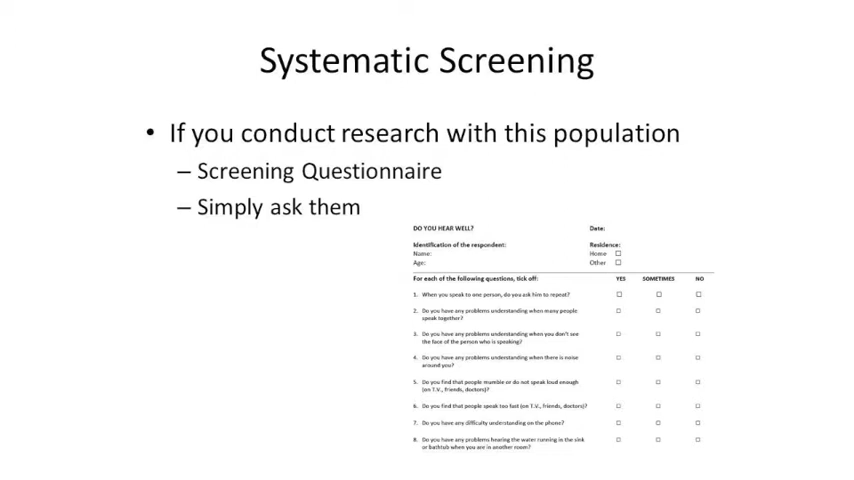 Systematic Screening
• If you conduct research with this population
– Screening Questionnaire
– Simply ask them
DO YOU HEAR WELL? Date:
Identification of the respondent: Residence:
Name: Home ☐
Age: Other ☐
For each of the following questions, tick off: YES SOMETIMES NO
1. When you speak to one person, do you ask him to repeat? ☐ ☐ ☐
2. Do you have any problems understanding when many people ☐ ☐ ☐
speak together?
3. Do you have any problems understanding when you don't see ☐ ☐ ☐
the face of the person who is speaking?
4. Do you have any problems understanding when there is noise ☐ ☐ ☐
around you?
5. Do you find that people mumble or do not speak loud enough ☐ ☐ ☐
(on T.V., friends, doctors)?
6. Do you find that people speak too fast (on T.V., friends, doctors)? ☐ ☐ ☐
7. Do you have any difficulty understanding on the phone? ☐ ☐ ☐
8. Do you have any problems hearing the water running in the sink ☐ ☐ ☐
or bathtub when you are in another room?